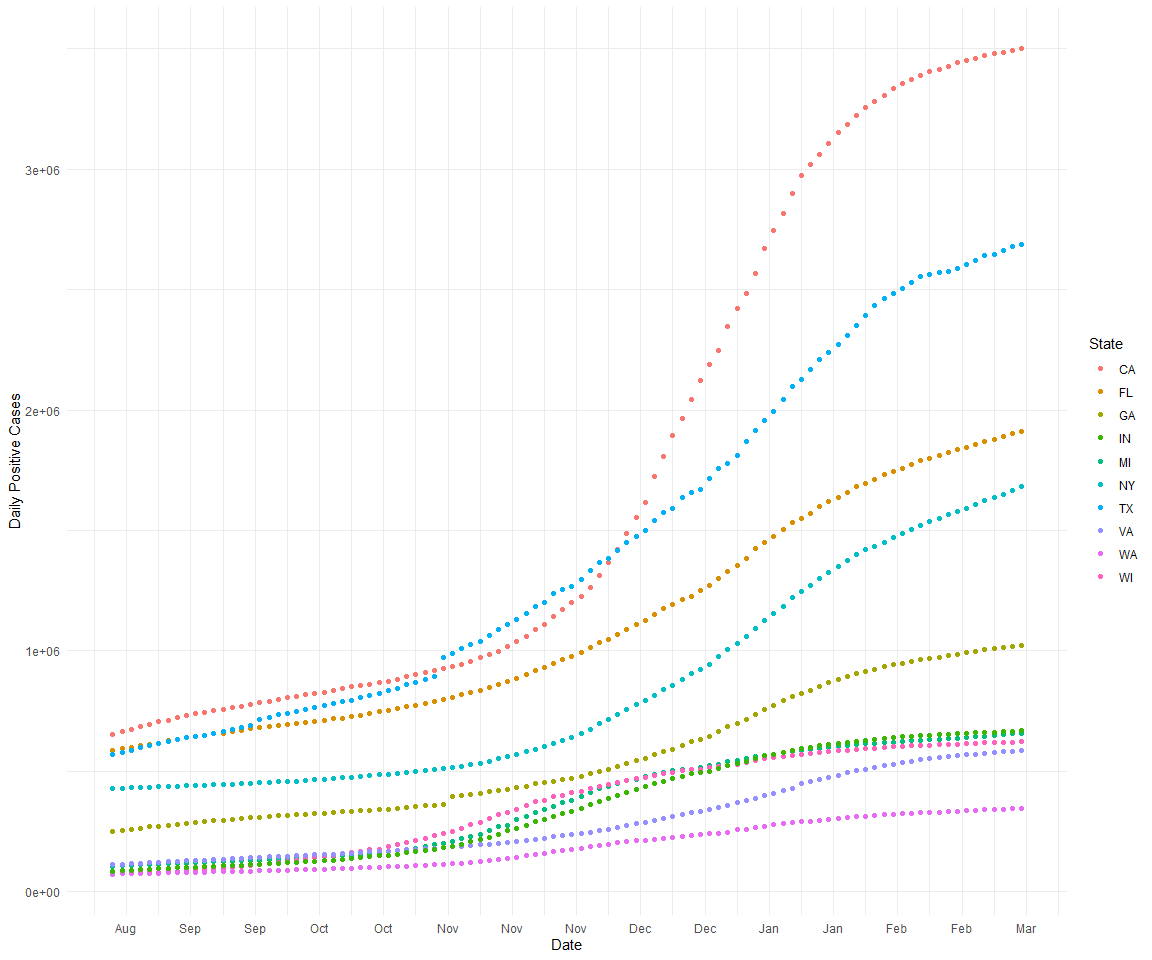 3e+06
2e+06
1e+06
0e+00
Daily Positive Cases
Aug Sep Sep Oct Oct Nov Nov Nov Dec Dec Jan Jan Feb Feb Mar
Date
State
CA
FL
GA
IN
MI
NY
TX
VA
WA
WI